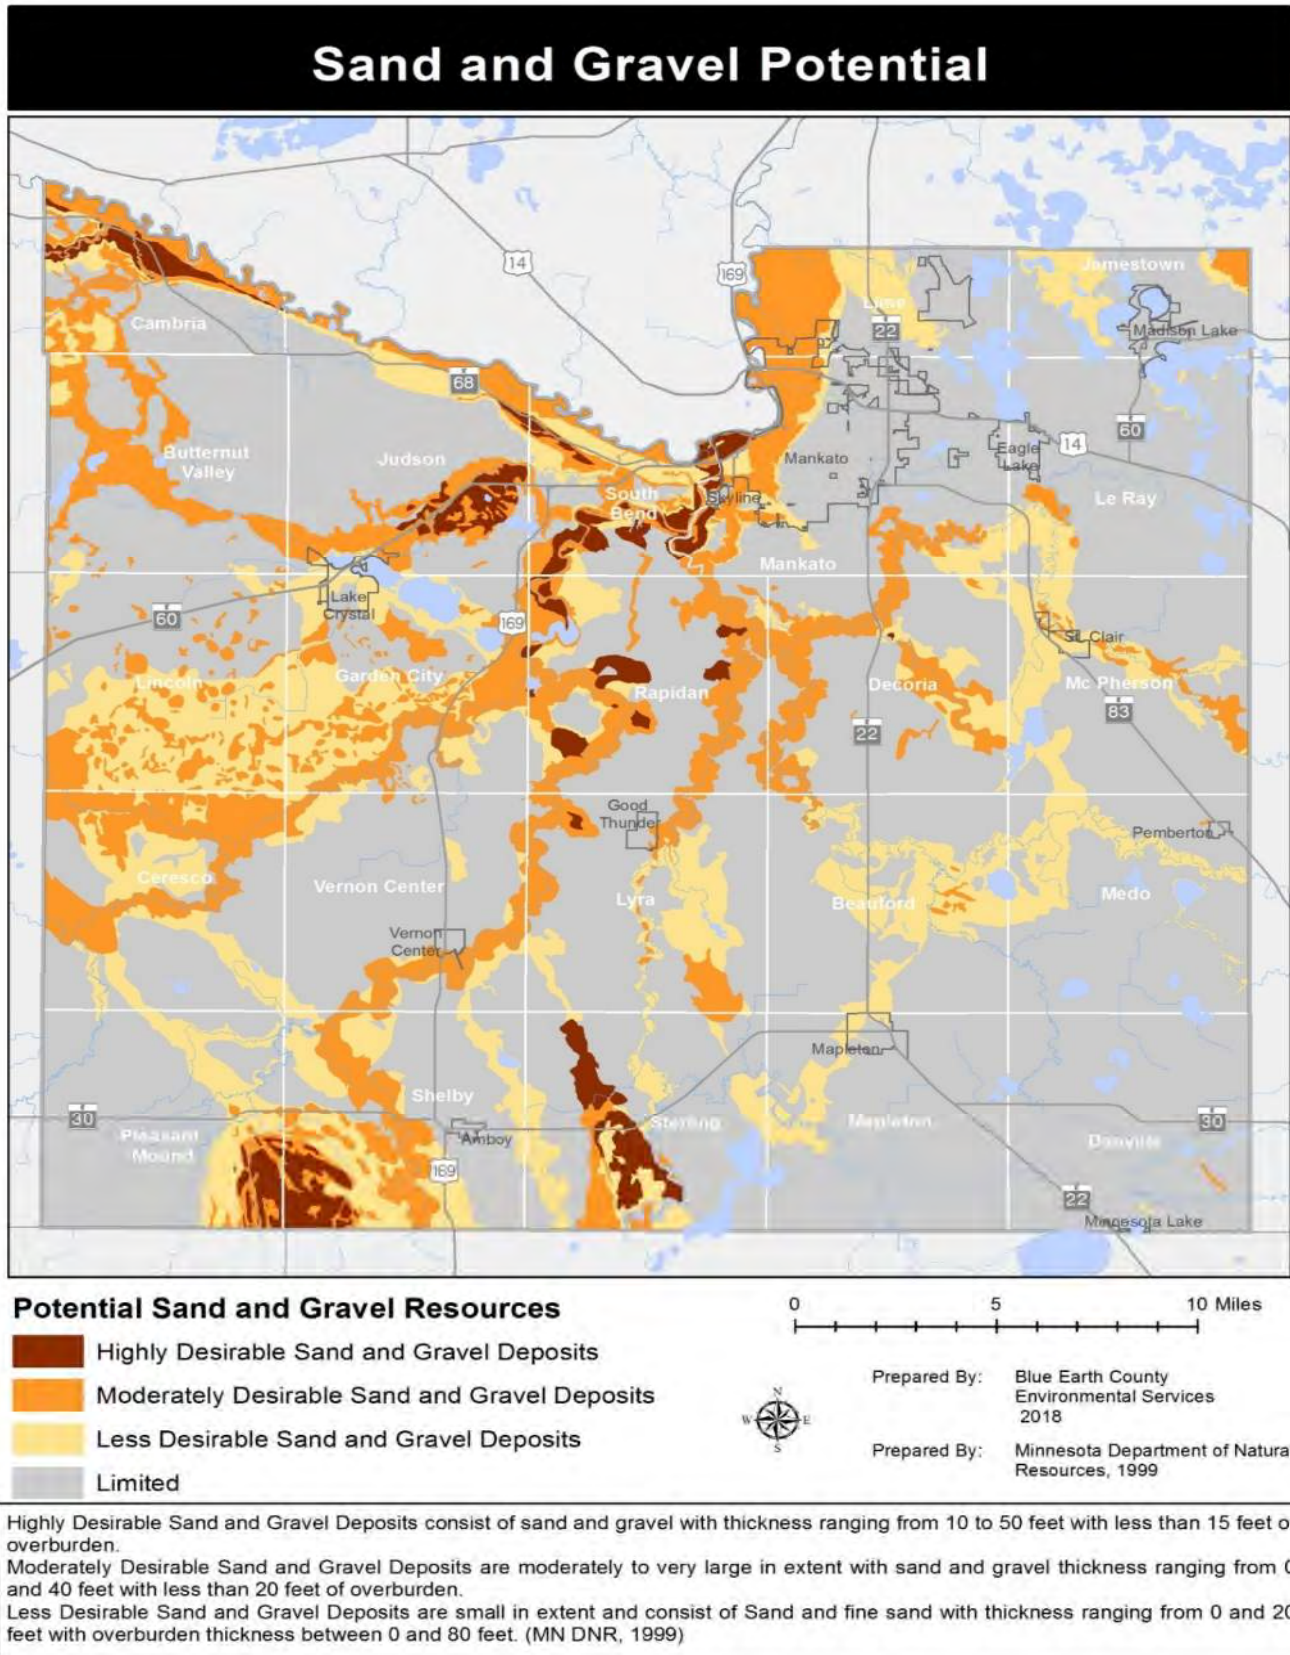 Sand and Gravel Potential
14
169
Jamestown
Lime
22
Cambria
Madison Lake
68
60
14
Butternut
Valley
Judson
Mankato
Eagle
Lake
South
Bend
Skyline
Le Ray
Mankato
Lake
Crystal
60
169
St. Clair
Lincoln
Garden City
Rapidan
Decoria
Mc Pherson
83
22
Good
Thunder
Pemberton
Ceresco
Vernon Center
Lyra
Beauford
Medo
Vernon
Center
Mapleton
Shelby
30
Pleasant
Mound
Amboy
Sterling
Mapleton
Danville
30
169
22
Minnesota Lake
Potential Sand and Gravel Resources
Highly Desirable Sand and Gravel Deposits
Moderately Desirable Sand and Gravel Deposits
Less Desirable Sand and Gravel Deposits
Limited
0 5 10 Miles
N
W E
S
Prepared By: Blue Earth County
Environmental Services
2018
Prepared By: Minnesota Department of Natura
Resources, 1999
Highly Desirable Sand and Gravel Deposits consist of sand and gravel with thickness ranging from 10 to 50 feet with less than 15 feet o
overburden.
Moderately Desirable Sand and Gravel Deposits are moderately to very large in extent with sand and gravel thickness ranging from 0
and 40 feet with less than 20 feet of overburden.
Less Desirable Sand and Gravel Deposits are small in extent and consist of Sand and fine sand with thickness ranging from 0 and 20
feet with overburden thickness between 0 and 80 feet. (MN DNR, 1999)